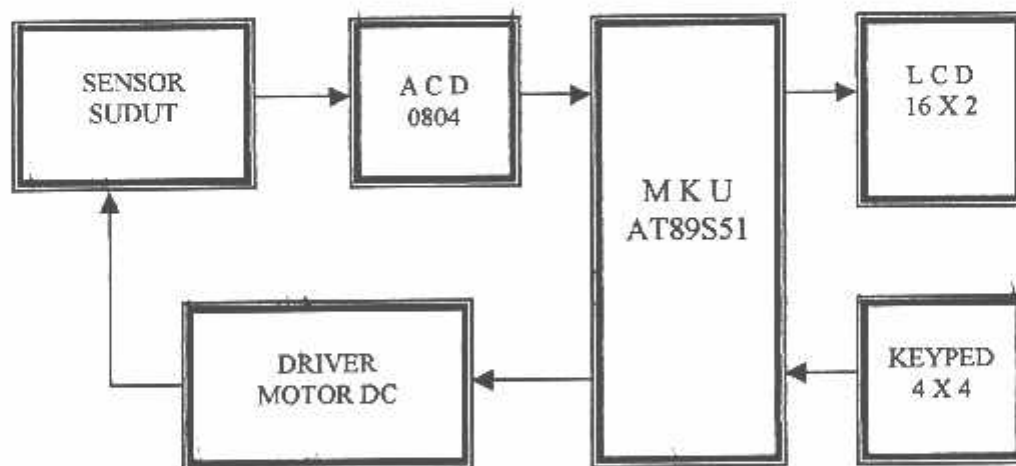 SENSOR
SUDUT
A C D
0804
M K U
AT89S51
L C D
16 X 2
DRIVER
MOTOR DC
KEYPED
4 X 4